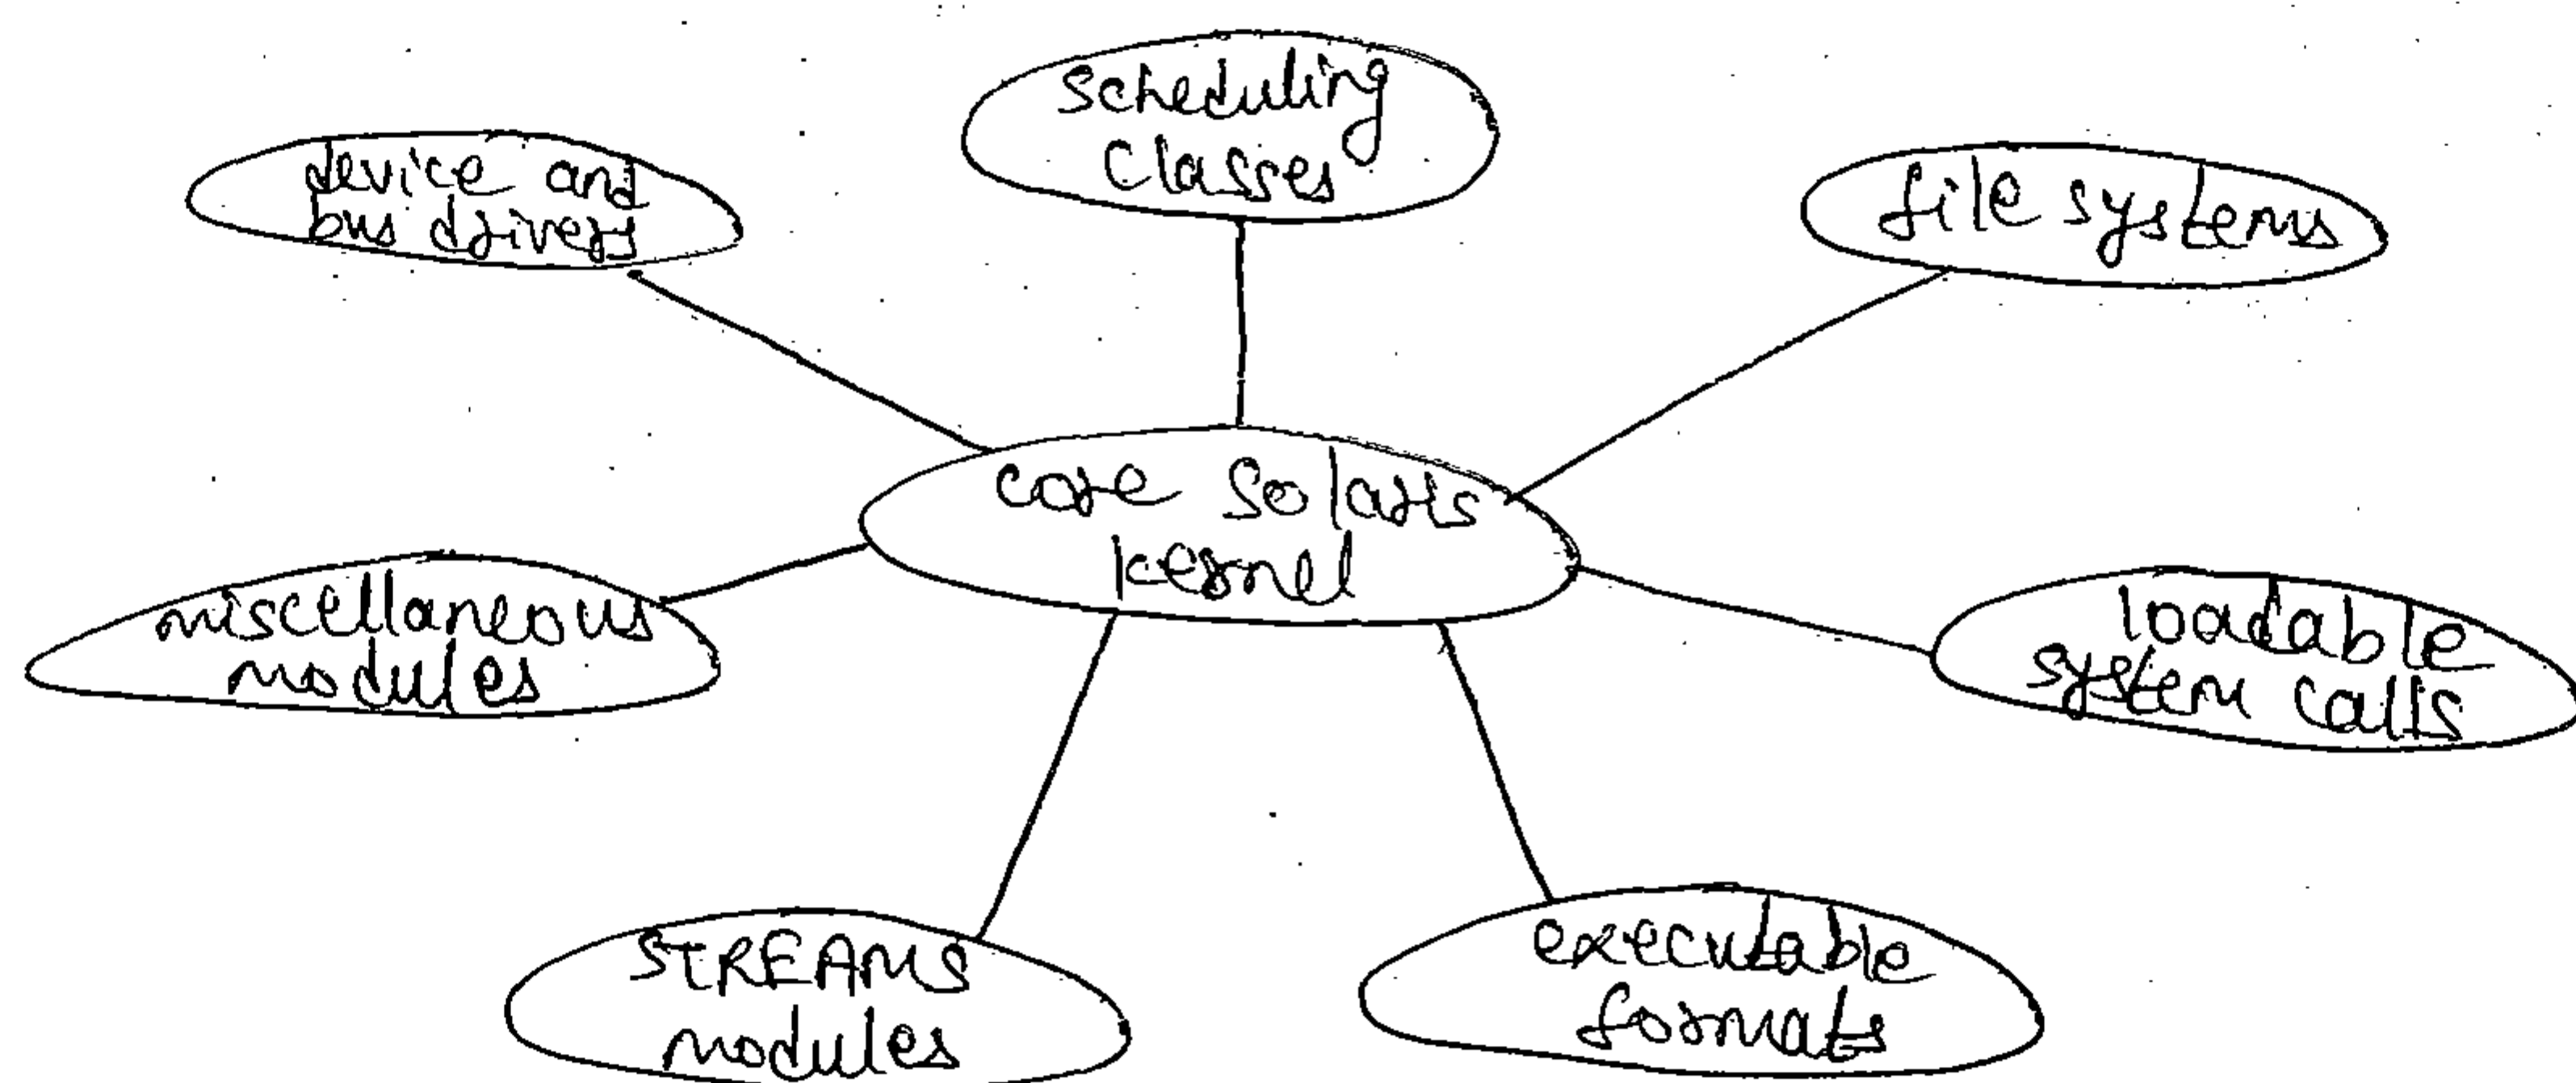 scheduling
classes
device and
bus drivers
file systems
core solaris
kernel
miscellaneous
modules
loadable
system calls
STREAMS
modules
executable
formats